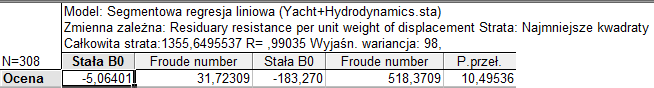 Model: Segmentowa regresja liniowa (Yacht+Hydrodynamics.sta)
Zmienna zależna: Residuary resistance per unit weight of displacement Strata: Najmniejsze kwadraty
Całkowita strata:1355,6495537 R= ,99035 Wyjaśn. wariancja: 98,
N=308 Stała B0 Froude number Stała B0 Froude number P.przeł.
Ocena -5,06401 31,72309 -183,270 518,3709 10,49536